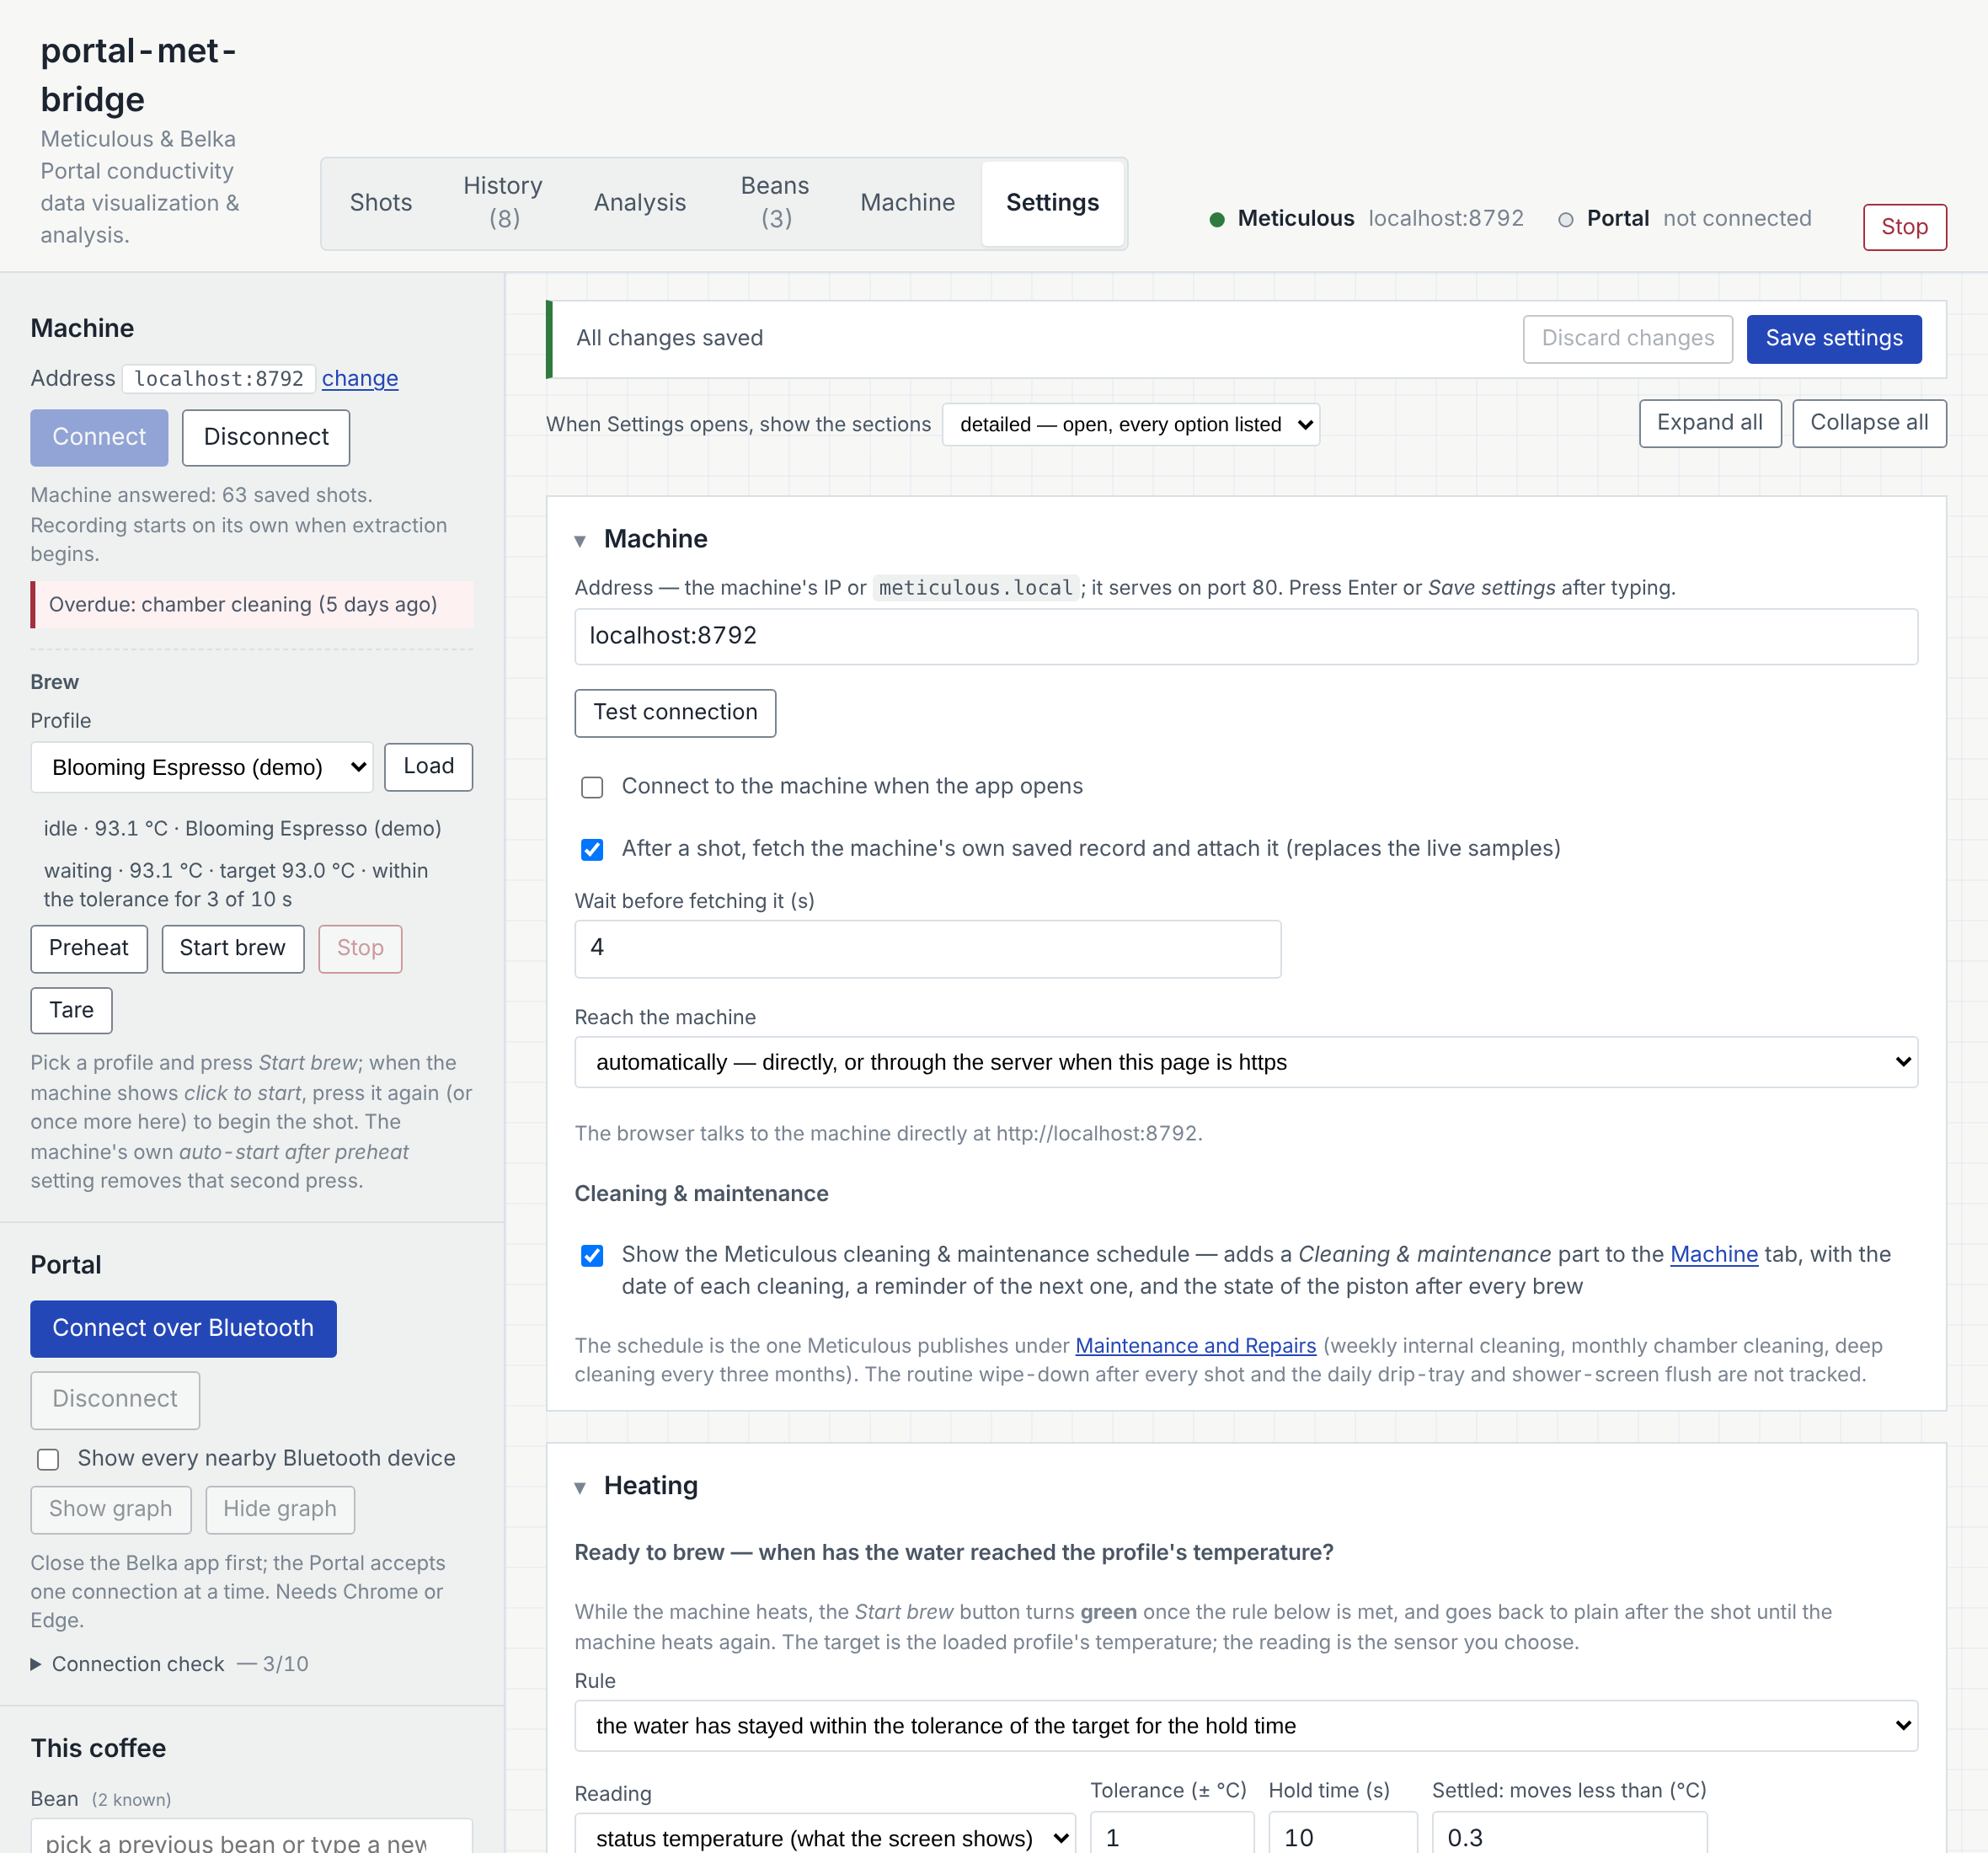 portal-met-
bridge
Meticulous & Belka
Portal conductivity
data visualization &
analysis.
Shots
History
(8)
Analysis
Beans
(3)
Machine
Settings
Meticulous localhost:8792
Portal not connected
Stop
Machine
Address localhost:8792 change
Connect
Disconnect
Machine answered: 63 saved shots.
Recording starts on its own when extraction
begins.
Overdue: chamber cleaning (5 days ago)
Brew
Profile
Blooming Espresso (demo)
Load
idle · 93.1 °C · Blooming Espresso (demo)
waiting · 93.1 °C · target 93.0 °C · within
the tolerance for 3 of 10 s
Preheat
Start brew
Stop
Tare
Pick a profile and press Start brew; when the
machine shows click to start, press it again (or
once more here) to begin the shot. The
machine's own auto-start after preheat
setting removes that second press.
Portal
Connect over Bluetooth
Disconnect
Show every nearby Bluetooth device
Show graph
Hide graph
Close the Belka app first; the Portal accepts
one connection at a time. Needs Chrome or
Edge.
Connection check — 3/10
This coffee
Bean (2 known)
pick a previous bean or type a new
All changes saved
Discard changes
Save settings
When Settings opens, show the sections
detailed — open, every option listed
Expand all
Collapse all
Machine
Address — the machine's IP or meticulous.local; it serves on port 80. Press Enter or Save settings after typing.
localhost:8792
Test connection
Connect to the machine when the app opens
After a shot, fetch the machine's own saved record and attach it (replaces the live samples)
Wait before fetching it (s)
4
Reach the machine
automatically — directly, or through the server when this page is https
The browser talks to the machine directly at http://localhost:8792.
Cleaning & maintenance
Show the Meticulous cleaning & maintenance schedule — adds a Cleaning & maintenance part to the Machine tab, with the
date of each cleaning, a reminder of the next one, and the state of the piston after every brew
The schedule is the one Meticulous publishes under Maintenance and Repairs (weekly internal cleaning, monthly chamber cleaning, deep
cleaning every three months). The routine wipe-down after every shot and the daily drip-tray and shower-screen flush are not tracked.
Heating
Ready to brew — when has the water reached the profile's temperature?
While the machine heats, the Start brew button turns green once the rule below is met, and goes back to plain after the shot until the
machine heats again. The target is the loaded profile's temperature; the reading is the sensor you choose.
Rule
the water has stayed within the tolerance of the target for the hold time
Reading
status temperature (what the screen shows)
Tolerance (± °C)
1
Hold time (s)
10
Settled: moves less than (°C)
0.3